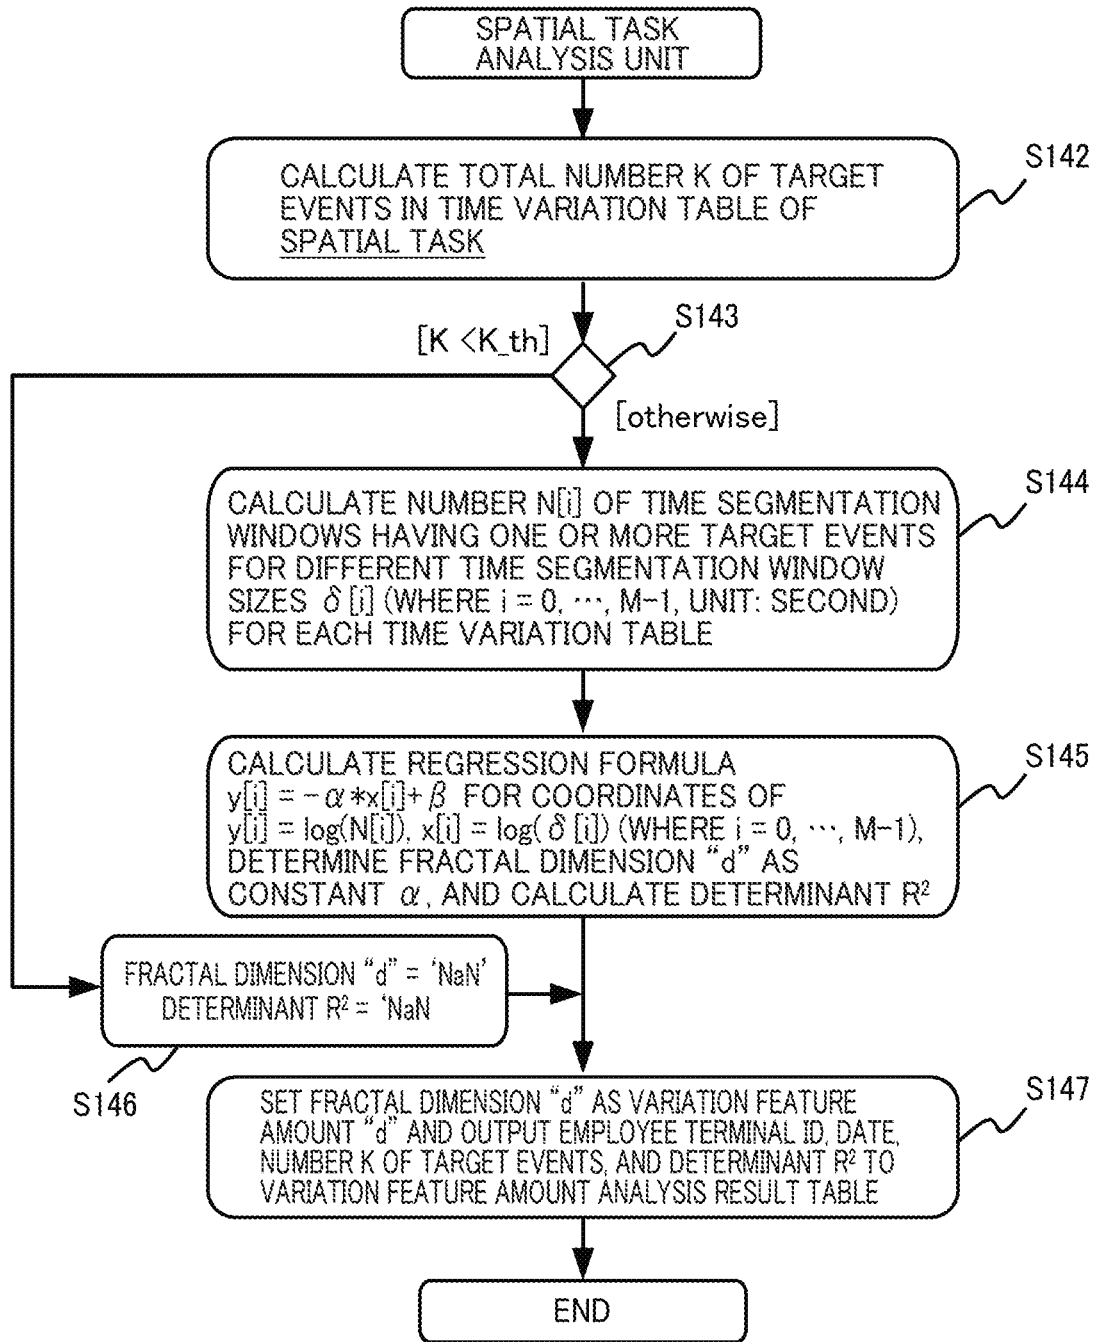 SPATIAL TASK
ANALYSIS UNIT
S142
CALCULATE TOTAL NUMBER K OF TARGET
EVENTS IN TIME VARIATION TABLE OF
SPATIAL TASK
S143
[K <K_th]
[otherwise]
S144
CALCULATE NUMBER N[i] OF TIME SEGMENTATION
WINDOWS HAVING ONE OR MORE TARGET EVENTS
FOR DIFFERENT TIME SEGMENTATION WINDOW
SIZES δ[i] (WHERE i = 0, ⋯, M-1, UNIT: SECOND)
FOR EACH TIME VARIATION TABLE
S145
CALCULATE REGRESSION FORMULA
y[i] = -α*x[i]+β FOR COORDINATES OF
y[i] = log(N[i]), x[i] = log(δ[i]) (WHERE i = 0, ⋯, M-1),
DETERMINE FRACTAL DIMENSION “d” AS
CONSTANT α, AND CALCULATE DETERMINANT R²
FRACTAL DIMENSION “d” = ‘NaN’
DETERMINANT R² = ‘NaN
S146
S147
SET FRACTAL DIMENSION “d” AS VARIATION FEATURE
AMOUNT “d” AND OUTPUT EMPLOYEE TERMINAL ID, DATE,
NUMBER K OF TARGET EVENTS, AND DETERMINANT R² TO
VARIATION FEATURE AMOUNT ANALYSIS RESULT TABLE
END